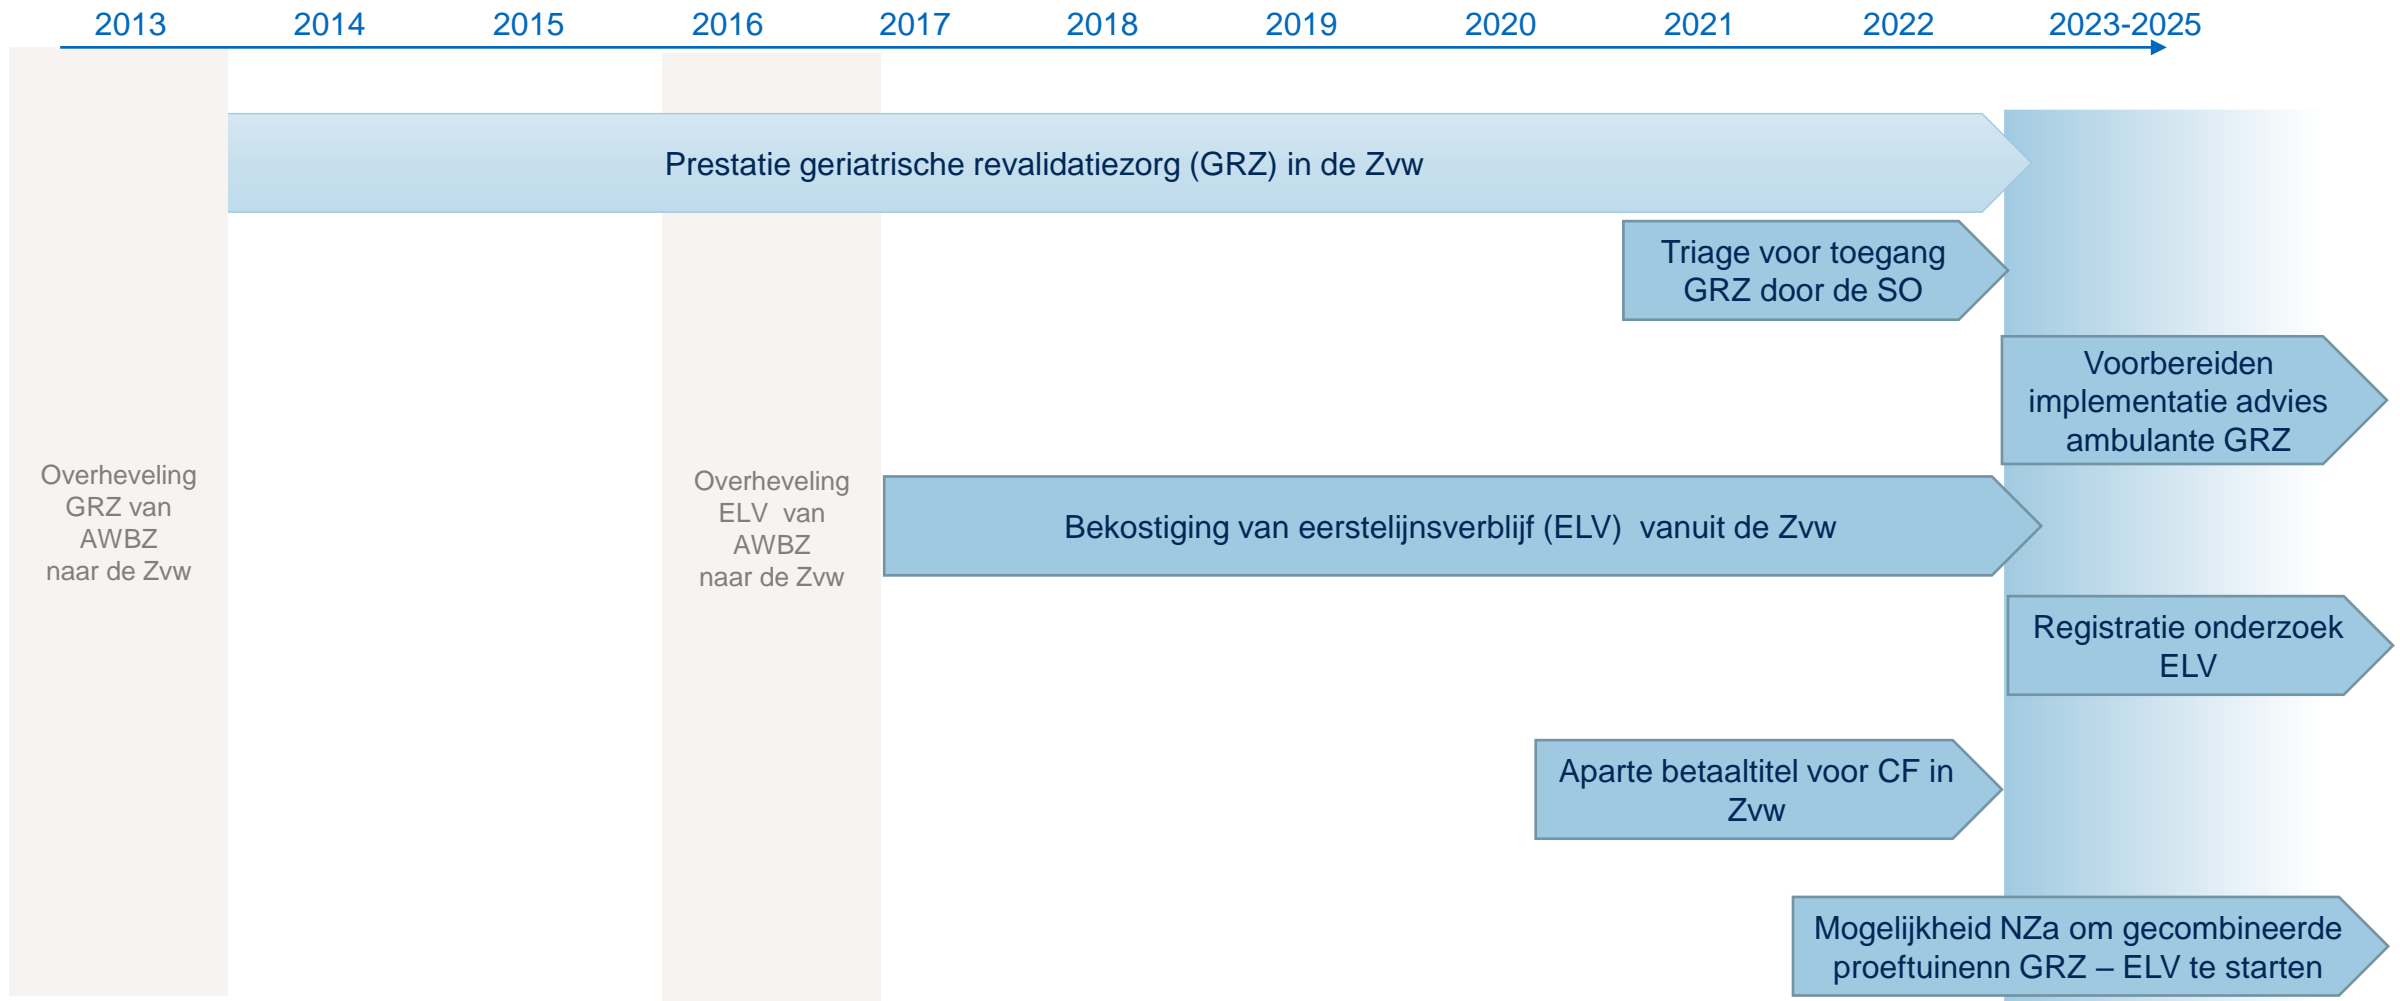 2013 2014 2015 2016 2017 2018 2019 2020 2021 2022 2023-2025
Prestatie geriatrische revalidatiezorg (GRZ) in de Zvw
Triage voor toegang
GRZ door de SO
Voorbereiden
implementatie advies
ambulante GRZ
Overheveling
GRZ van
AWBZ
naar de Zvw
Overheveling
ELV van
AWBZ
naar de Zvw
Bekostiging van eerstelijnsverblijf (ELV) vanuit de Zvw
Registratie onderzoek
ELV
Aparte betaaltitel voor CF in
Zvw
Mogelijkheid NZa om gecombineerde
proeftuinenn GRZ – ELV te starten